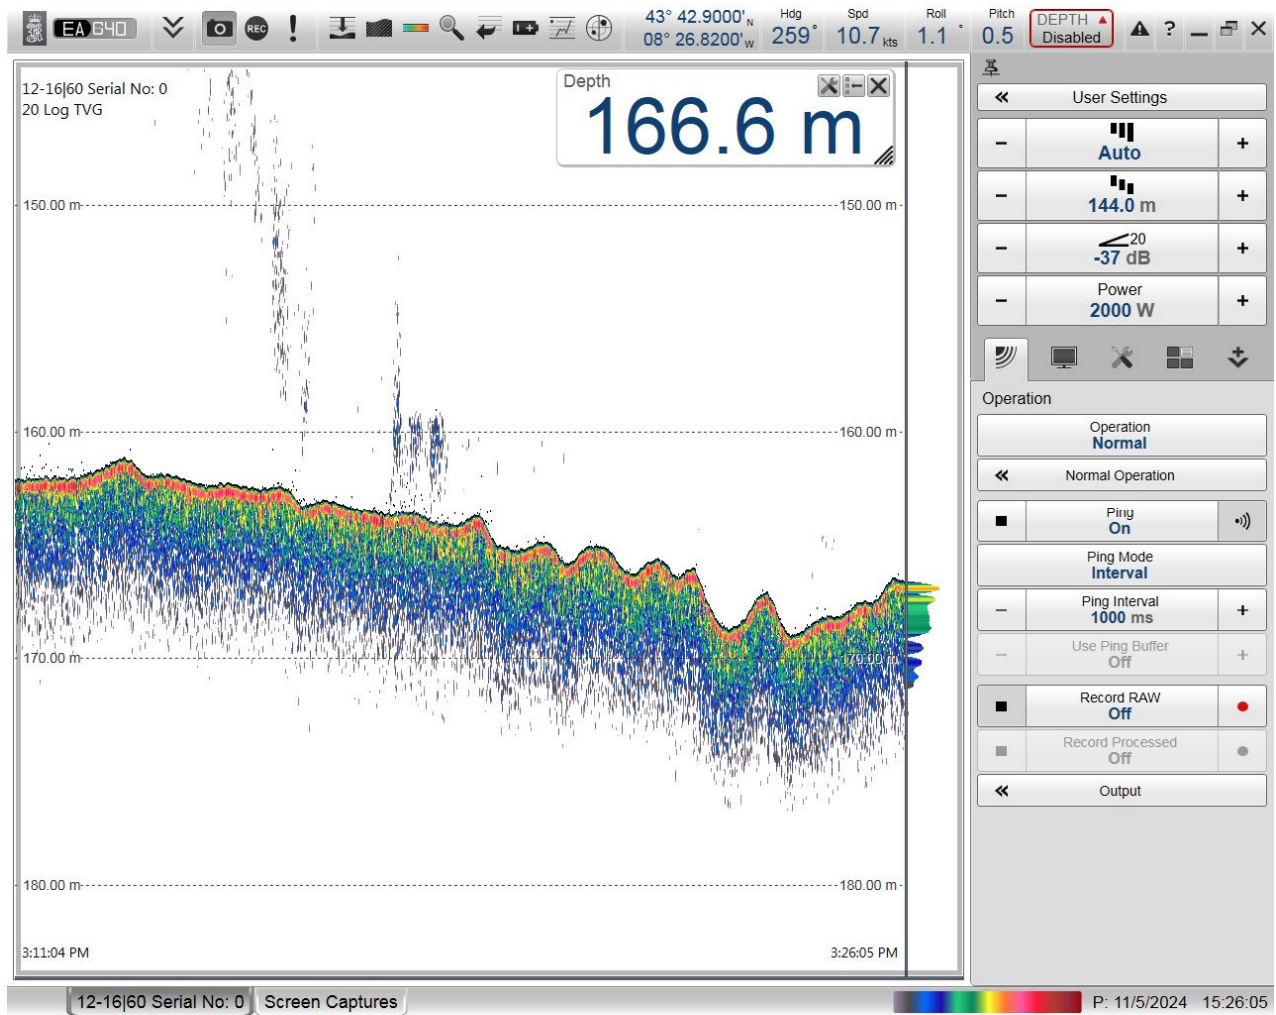 EA640
REC
43° 42.9000' N
08° 26.8200' W
Hdg
259°
Spd
10.7 kts
Roll
1.1 °
Pitch
0.5
DEPTH
Disabled
?
12-16|60 Serial No: 0
20 Log TVG
Depth
166.6 m
150.00 m
150.00 m
160.00 m
160.00 m
170.00 m
170.00 m
180.00 m
180.00 m
3:11:04 PM
3:26:05 PM
User Settings
- Auto +
- 144.0 m +
20
- -37 dB +
Power
- 2000 W +
Operation
Operation
Normal
Normal Operation
Ping
On
Ping Mode
Interval
Ping Interval
- 1000 ms +
Use Ping Buffer
- Off +
Record RAW
Off
Record Processed
Off
Output
12-16|60 Serial No: 0
Screen Captures
P: 11/5/2024 15:26:05